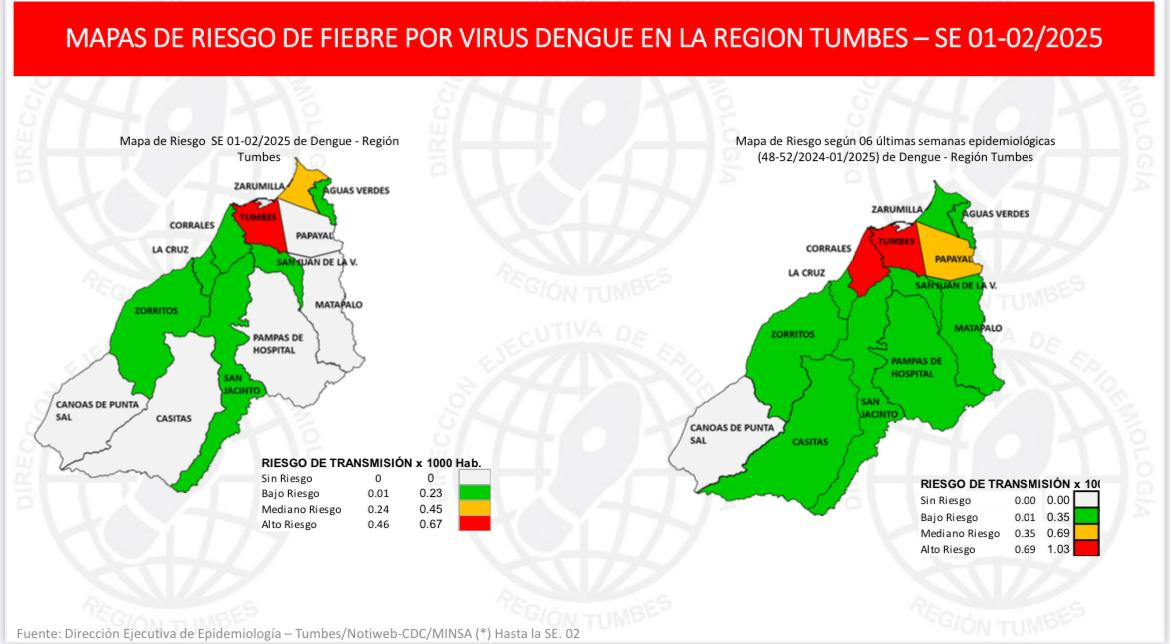 MAPAS DE RIESGO DE FIEBRE POR VIRUS DENGUE EN LA REGION TUMBES – SE 01-02/2025
Mapa de Riesgo SE 01-02/2025 de Dengue - Región
Tumbes
ZARUMILLA
AGUAS VERDES
TUMBES
CORRALES
PAPAYAL
LA CRUZ
SAN JUAN DE LA V.
MATAPALO
ZORRITOS
PAMPAS DE
HOSPITAL
SAN
JACINTO
CANOAS DE PUNTA
SAL
CASITAS
RIESGO DE TRANSMISIÓN x 1000 Hab.
Sin Riesgo 0 0
Bajo Riesgo 0.01 0.23
Mediano Riesgo 0.24 0.45
Alto Riesgo 0.46 0.67
Mapa de Riesgo según 06 últimas semanas epidemiológicas
(48-52/2024-01/2025) de Dengue - Región Tumbes
ZARUMILLA
AGUAS VERDES
TUMBES
CORRALES
PAPAYAL
LA CRUZ
SAN JUAN DE LA V.
MATAPALO
ZORRITOS
PAMPAS DE
HOSPITAL
SAN
JACINTO
CANOAS DE PUNTA
SAL
CASITAS
RIESGO DE TRANSMISIÓN x 100
Sin Riesgo 0.00 0.00
Bajo Riesgo 0.01 0.35
Mediano Riesgo 0.35 0.69
Alto Riesgo 0.69 1.03
REGIÓN TUMBES
EJECUTIVA DE EPIDEMIOLOGÍA
Fuente: Dirección Ejecutiva de Epidemiología – Tumbes/Notiweb-CDC/MINSA (*) Hasta la SE. 02